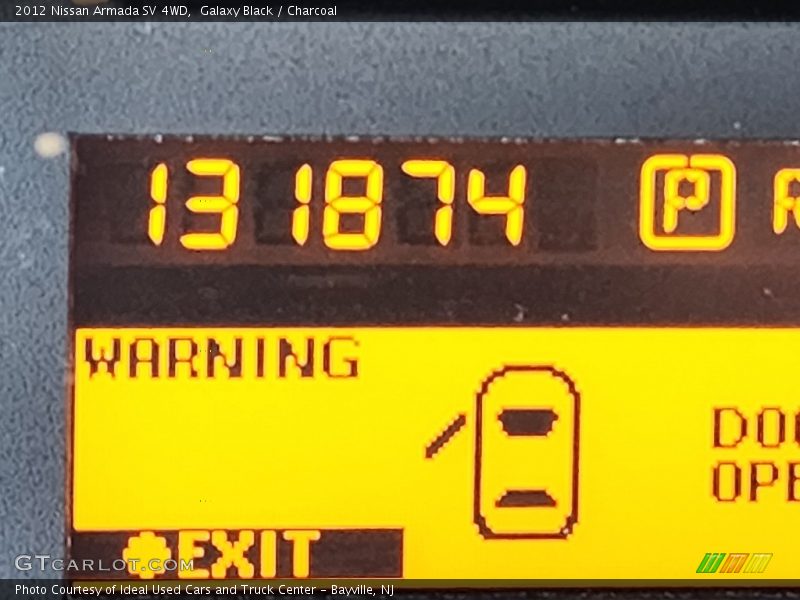 2012 Nissan Armada SV 4WD,  Galaxy Black / Charcoal
131874 P
WARNING
EXIT
GTCARLOT.COM
Photo Courtesy of Ideal Used Cars and Truck Center – Bayville, NJ